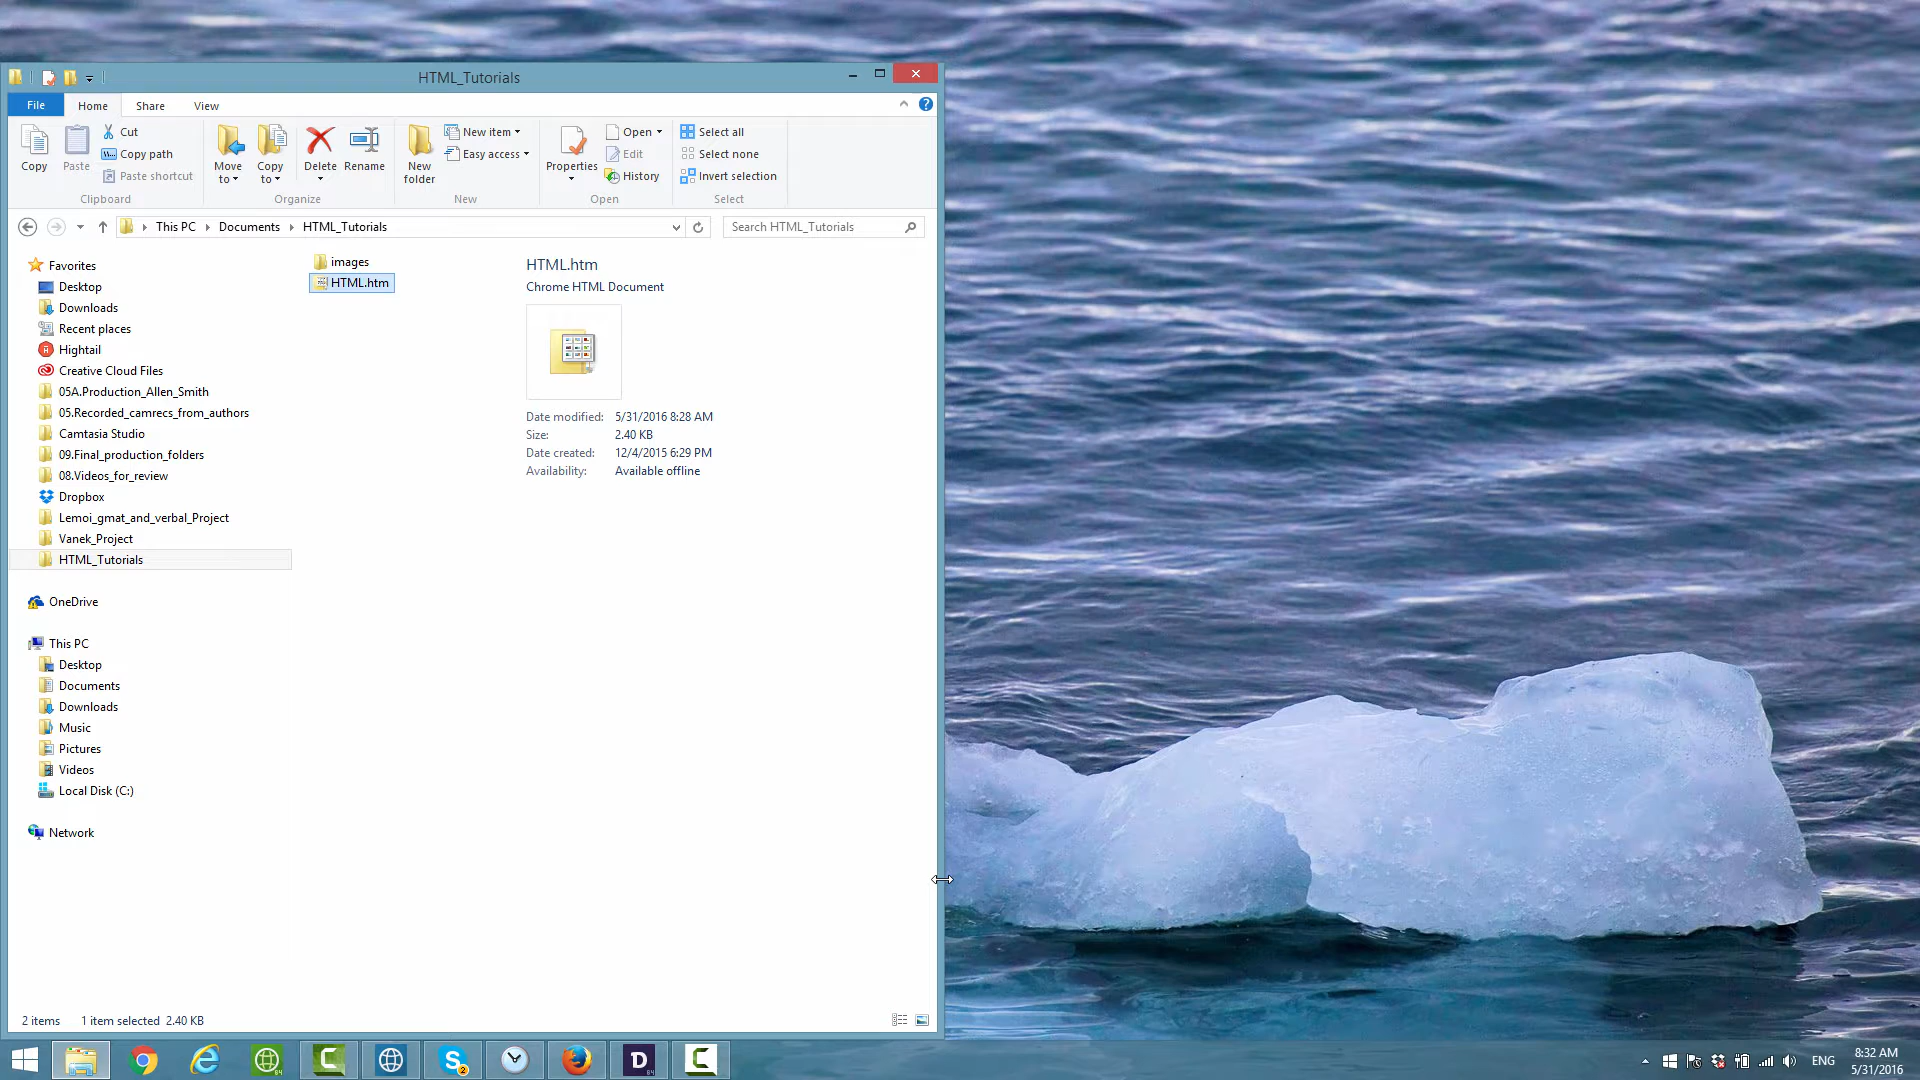 HTML_Tutorials
File Home Share View
Copy
Paste
Cut
Copy path
Paste shortcut
Clipboard
Move to
Copy to
Delete
Rename
Organize
New folder
New item
Easy access
New
Properties
Open
Edit
History
Open
Select all
Select none
Invert selection
Select
This PC Documents HTML_Tutorials
Search HTML_Tutorials
Favorites
Desktop
Downloads
Recent places
Hightail
Creative Cloud Files
05A.Production_Allen_Smith
05.Recorded_camrecs_from_authors
Camtasia Studio
09.Final_production_folders
08.Videos_for_review
Dropbox
Lemoi_gmat_and_verbal_Project
Vanek_Project
HTML_Tutorials
OneDrive
This PC
Desktop
Documents
Downloads
Music
Pictures
Videos
Local Disk (C:)
Network
images
HTML.htm
HTML.htm
Chrome HTML Document
Date modified: 5/31/2016 8:28 AM
Size: 2.40 KB
Date created: 12/4/2015 6:29 PM
Availability: Available offline
2 items 1 item selected 2.40 KB
ENG
8:32 AM
5/31/2016